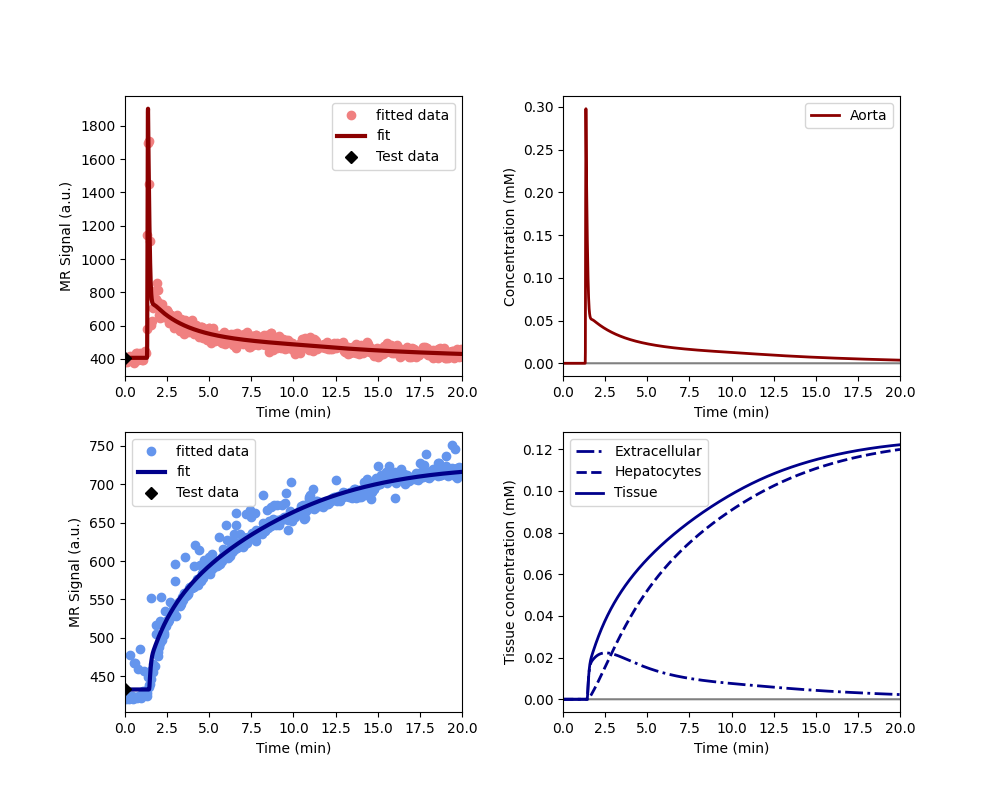 MR Signal (a.u.)
1800
1600
1400
1200
1000
800
600
400
0.0 2.5 5.0 7.5 10.0 12.5 15.0 17.5 20.0
Time (min)
fitted data
fit
Test data
Concentration (mM)
0.30
0.25
0.20
0.15
0.10
0.05
0.00
0.0 2.5 5.0 7.5 10.0 12.5 15.0 17.5 20.0
Time (min)
Aorta
MR Signal (a.u.)
750
700
650
600
550
500
450
0.0 2.5 5.0 7.5 10.0 12.5 15.0 17.5 20.0
Time (min)
fitted data
fit
Test data
Tissue concentration (mM)
0.12
0.10
0.08
0.06
0.04
0.02
0.00
0.0 2.5 5.0 7.5 10.0 12.5 15.0 17.5 20.0
Time (min)
Extracellular
Hepatocytes
Tissue